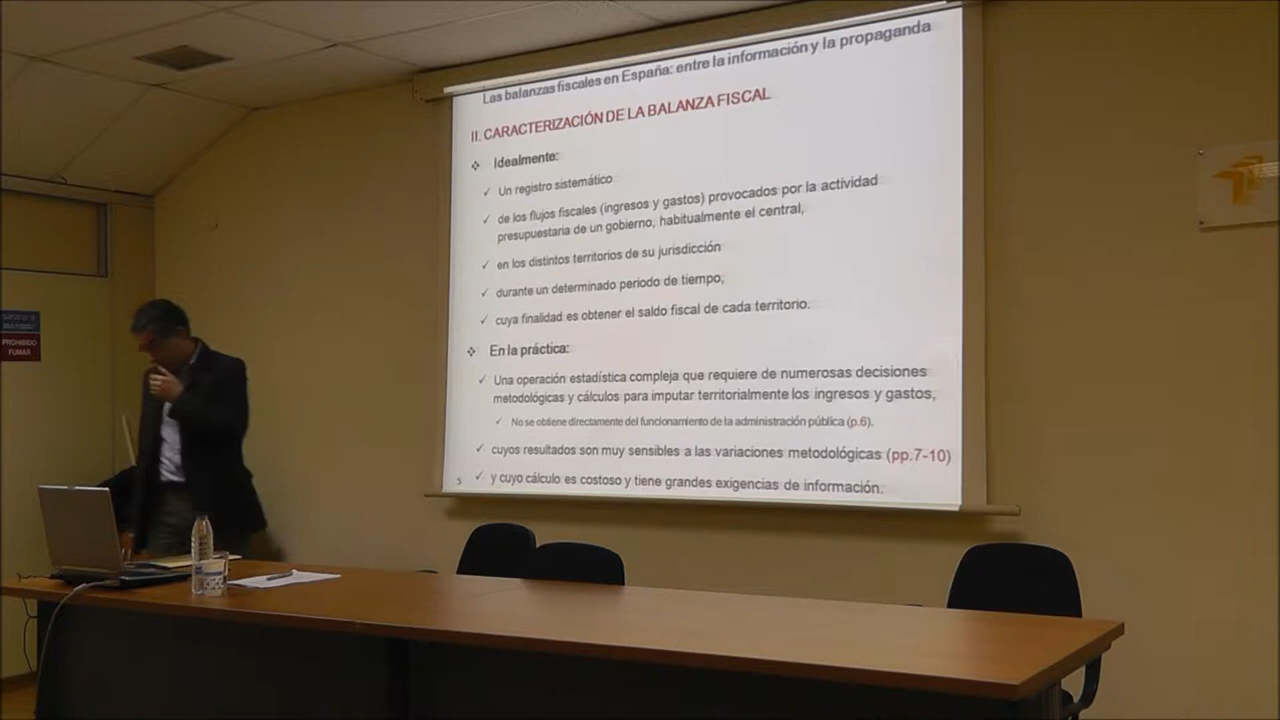 Las balanzas fiscales en España: entre la información y la propaganda
II. CARACTERIZACIÓN DE LA BALANZA FISCAL
❖ Idealmente:
✓ Un registro sistemático
✓ de los flujos fiscales (ingresos y gastos) provocados por la actividad
presupuestaria de un gobierno, habitualmente el central,
✓ en los distintos territorios de su jurisdicción
✓ durante un determinado periodo de tiempo,
✓ cuya finalidad es obtener el saldo fiscal de cada territorio.
❖ En la práctica:
✓ Una operación estadística compleja que requiere de numerosas decisiones
metodológicas y cálculos para imputar territorialmente los ingresos y gastos,
✓ No se obtiene directamente del funcionamiento de la administración pública (p.6).
✓ cuyos resultados son muy sensibles a las variaciones metodológicas (pp.7-10)
✓ y cuyo cálculo es costoso y tiene grandes exigencias de información.
5
PROHIBIDO
FUMAR